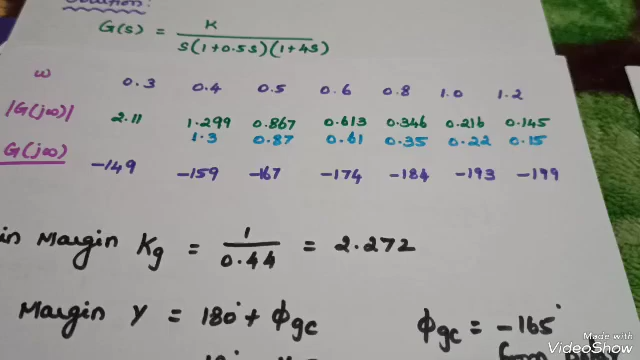 Solution:
G(s) = K / s(1+0.5s)(1+4s)
ω 0.3 0.4 0.5 0.6 0.8 1.0 1.2
|G(jω)| 2.11 1.299 0.867 0.613 0.346 0.216 0.145
1.3 0.87 0.61 0.35 0.22 0.15
G(jω) -149 -159 -167 -174 -184 -193 -199
in Margin Kg = 1 / 0.44 = 2.272
Margin γ = 180° + φgc φgc = -165°
Made with
VideoShow